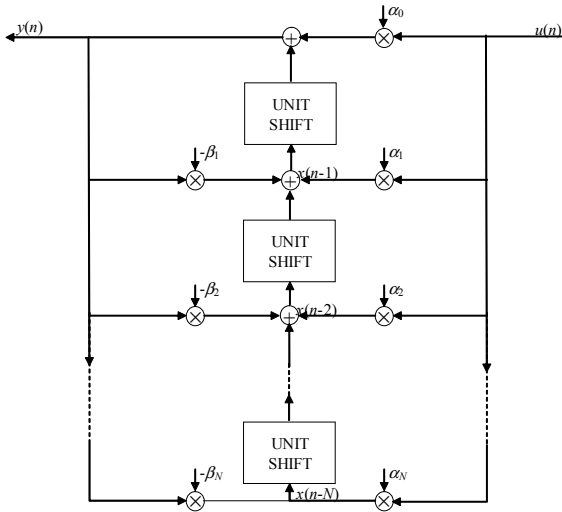 α0
y(n)
u(n)
UNIT
SHIFT
-β1
x(n-1)
α1
UNIT
SHIFT
-β2
x(n-2)
α2
UNIT
SHIFT
-βN
x(n-N)
αN